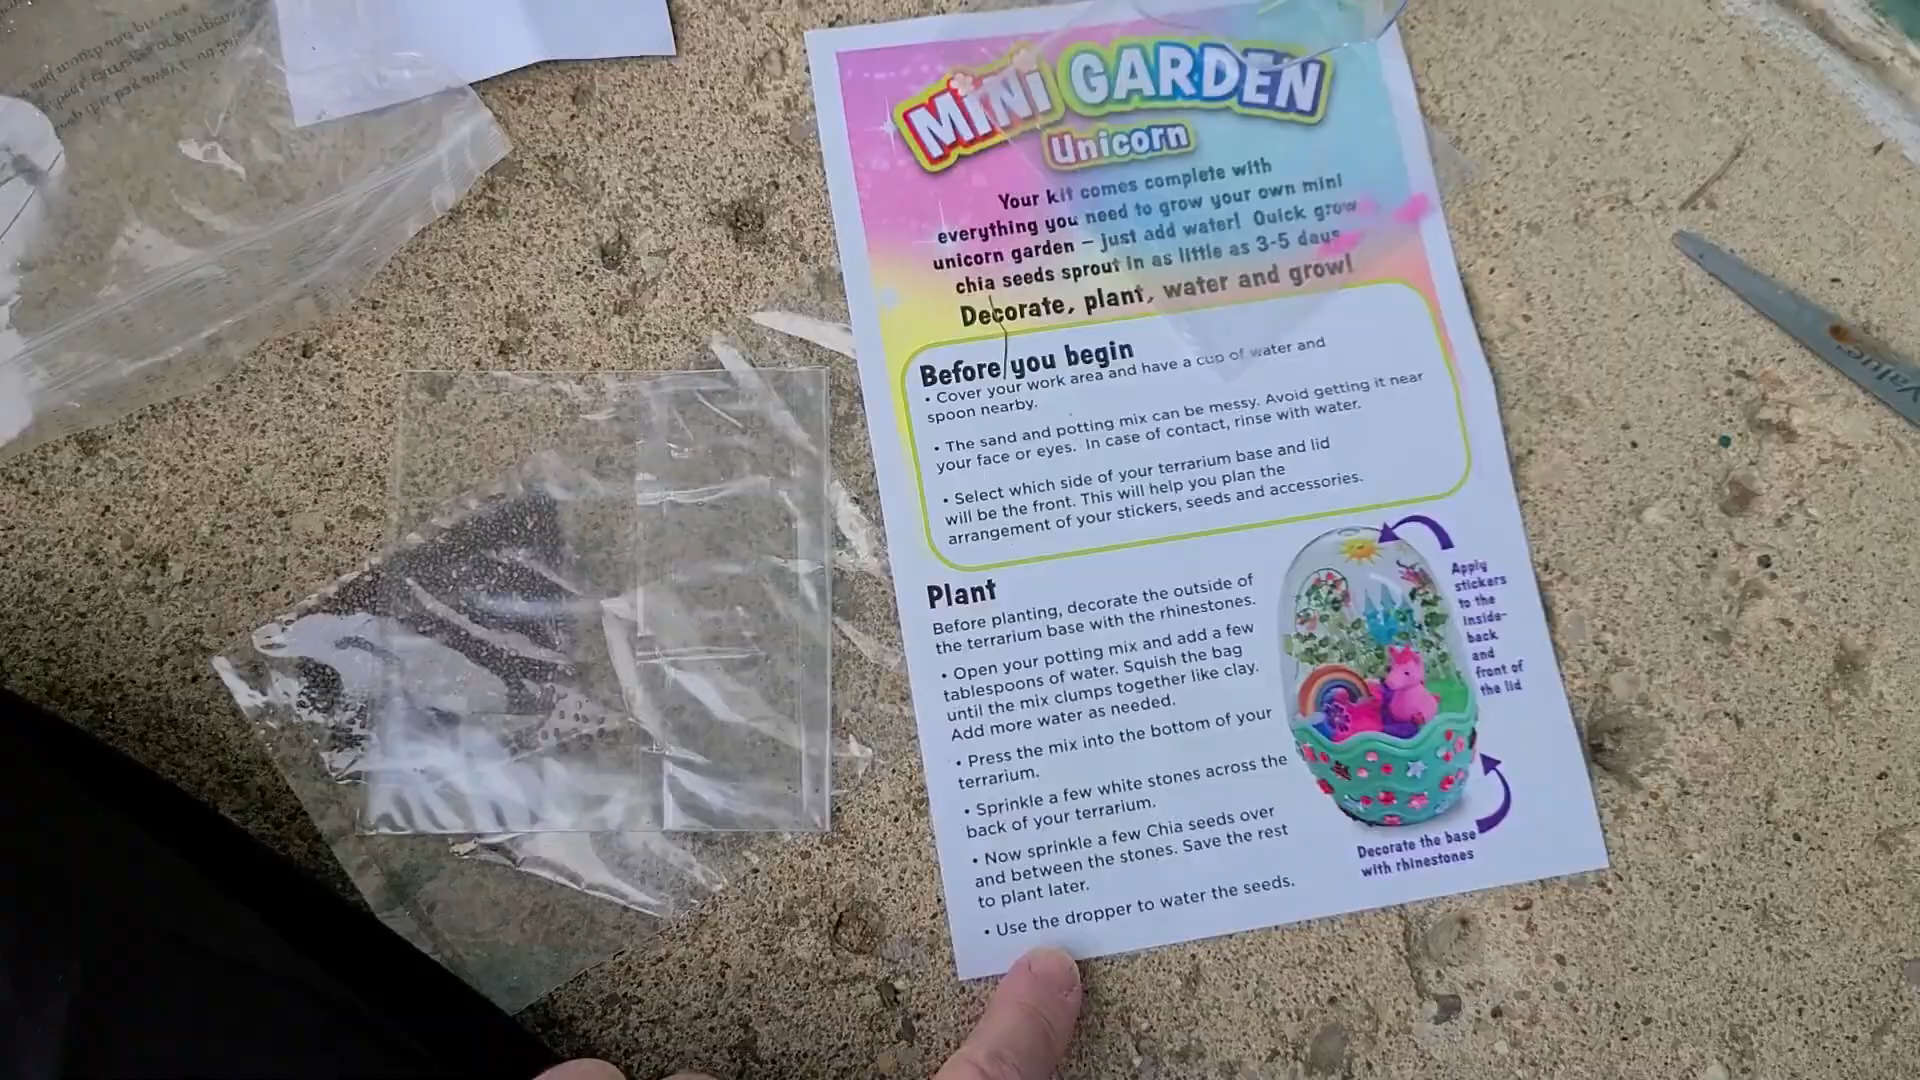 MiNi GARDEN
Unicorn
Your kit comes complete with
everything you need to grow your own mini
unicorn garden – just add water! Quick grow
chia seeds sprout in as little as 3-5 days.
Decorate, plant, water and grow!
Before you begin
• Cover your work area and have a cup of water and
spoon nearby.
• The sand and potting mix can be messy. Avoid getting it near
your face or eyes. In case of contact, rinse with water.
• Select which side of your terrarium base and lid
will be the front. This will help you plan the
arrangement of your stickers, seeds and accessories.
Plant
Before planting, decorate the outside of
the terrarium base with the rhinestones.
• Open your potting mix and add a few
tablespoons of water. Squish the bag
until the mix clumps together like clay.
Add more water as needed.
• Press the mix into the bottom of your
terrarium.
• Sprinkle a few white stones across the
back of your terrarium.
• Now sprinkle a few Chia seeds over
and between the stones. Save the rest
to plant later.
• Use the dropper to water the seeds.
Apply
stickers
to the
inside-
back
and
front of
the lid
Decorate the base
with rhinestones
Value